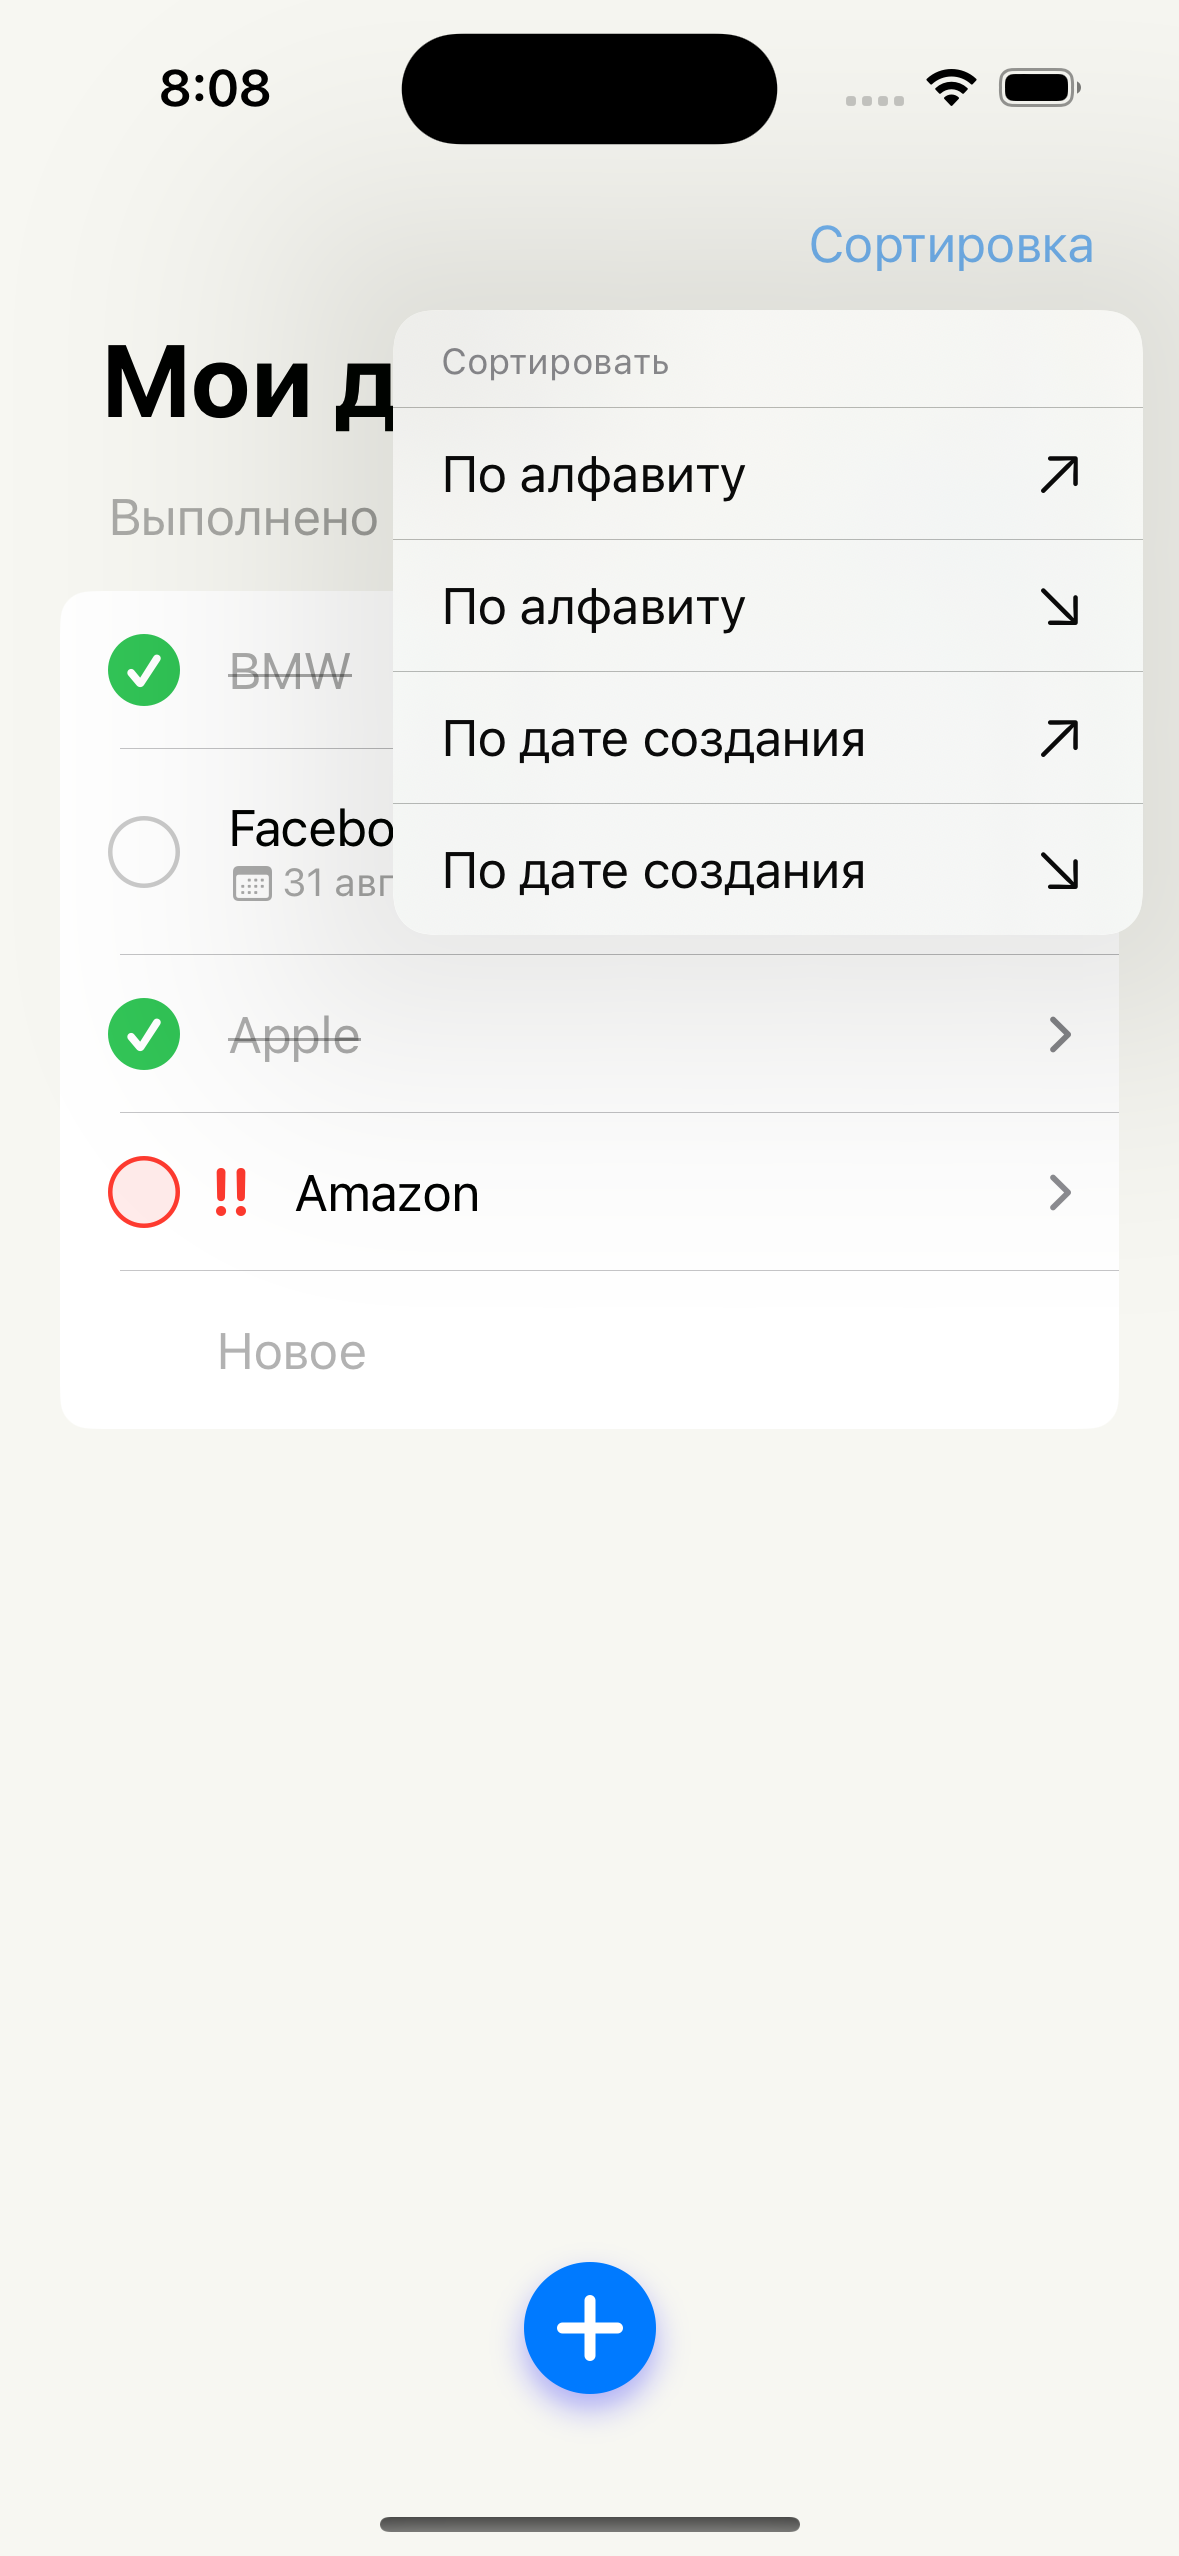 8:08
Сортировка
Мои
Сортировать
По алфавиту
По алфавиту
По дате создания
По дате создания
Выполнено
BMW
31 авг
Apple
!! Amazon
Новое